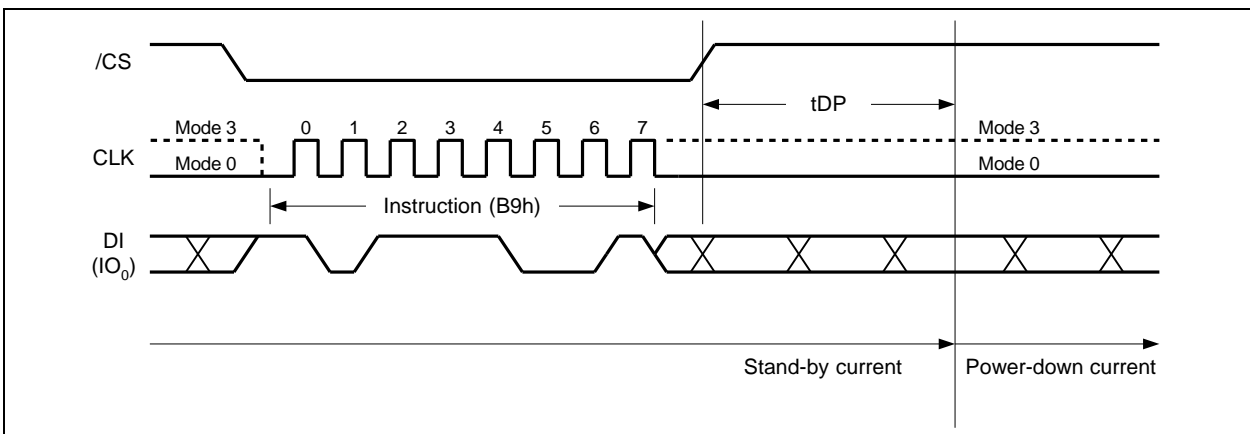 /CS
tDP
Mode 3
0 1 2 3 4 5 6 7
Mode 3
CLK
Mode 0
Mode 0
Instruction (B9h)
DI
(IO₀)
Stand-by current
Power-down current